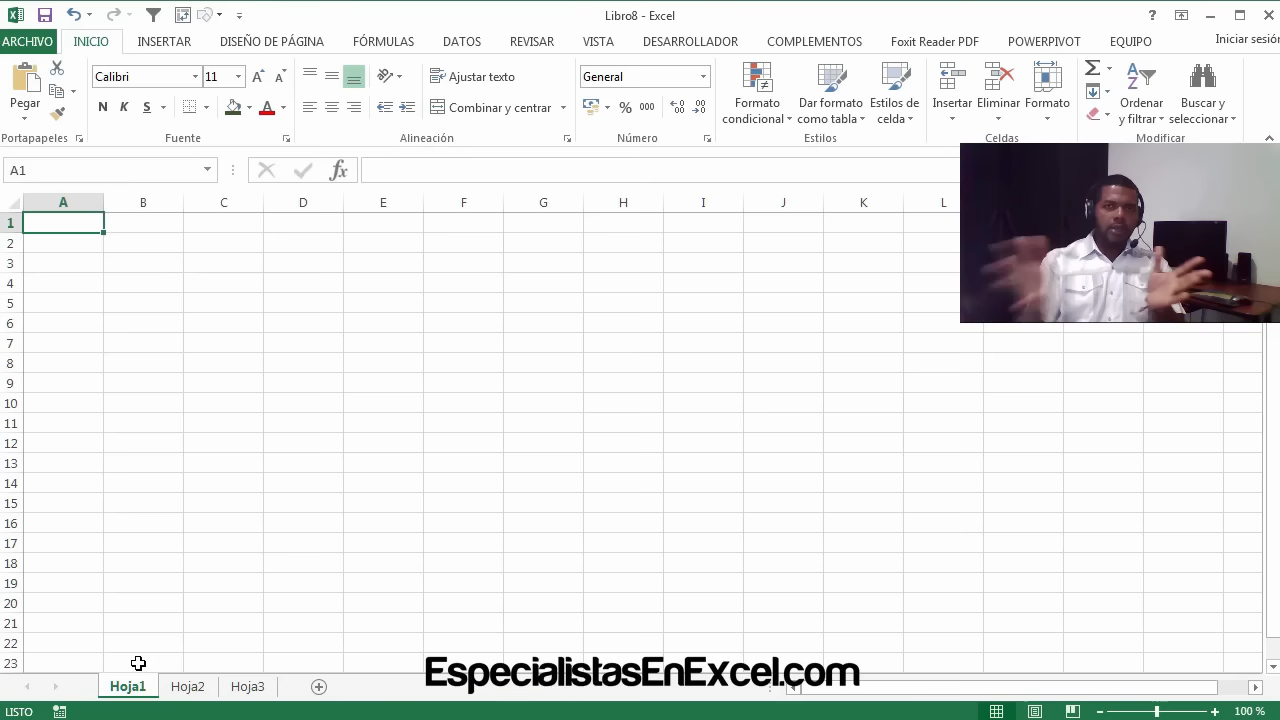 Libro8 - Excel
ARCHIVO INICIO INSERTAR DISEÑO DE PÁGINA FÓRMULAS DATOS REVISAR VISTA DESARROLLADOR COMPLEMENTOS Foxit Reader PDF POWERPIVOT EQUIPO Iniciar sesión
Calibri 11 Ajustar texto General
Pegar Formato condicional Dar formato como tabla Estilos de celda Insertar Eliminar Formato Ordenar y filtrar Buscar y seleccionar
N K S Combinar y centrar % 000
Portapapeles Fuente Alineación Número Estilos Celdas Modificar
A1 fx
A B C D E F G H I J K L
1
2
3
4
5
6
7
8
9
10
11
12
13
14
15
16
17
18
19
20
21
22
23
EspecialistasEnExcel.com
Hoja1 Hoja2 Hoja3
LISTO 100 %